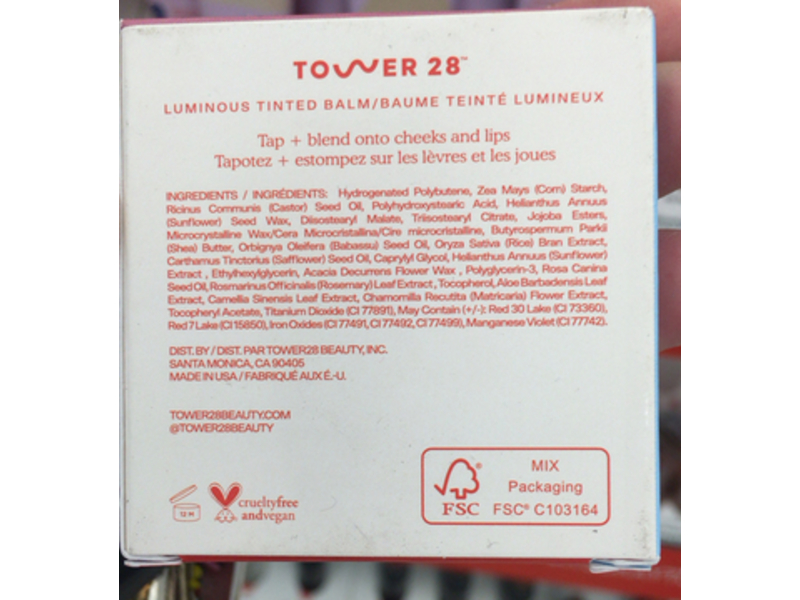 TOWER 28™
LUMINOUS TINTED BALM/BAUME TEINTÉ LUMINEUX
Tap + blend onto cheeks and lips
Tapotez + estompez sur les lèvres et les joues
INGREDIENTS / INGRÉDIENTS: Hydrogenated Polybutene, Zea Mays (Corn) Starch,
Ricinus Communis (Castor) Seed Oil, Polyhydroxystearic Acid, Helianthus Annuus
(Sunflower) Seed Wax, Diisostearyl Malate, Triisostearyl Citrate, Jojoba Esters,
Microcrystalline Wax/Cera Microcristallina/Cire microcristalline, Butyrospermum Parkii
(Shea) Butter, Orbignya Oleifera (Babassu) Seed Oil, Oryza Sativa (Rice) Bran Extract,
Carthamus Tinctorius (Safflower) Seed Oil, Caprylyl Glycol, Helianthus Annuus (Sunflower)
Extract , Ethylhexylglycerin, Acacia Decurrens Flower Wax , Polyglycerin-3, Rosa Canina
Seed Oil, Rosmarinus Officinalis (Rosemary) Leaf Extract , Tocopherol, Aloe Barbadensis Leaf
Extract, Camellia Sinensis Leaf Extract, Chamomilla Recutita (Matricaria) Flower Extract,
Tocopheryl Acetate, Titanium Dioxide (CI 77891), May Contain (+/-): Red 30 Lake (CI 73360),
Red 7 Lake (CI 15850), Iron Oxides (CI 77491, CI 77492, CI 77499), Manganese Violet (CI 77742).
DIST. BY / DIST. PAR TOWER28 BEAUTY, INC.
SANTA MONICA, CA 90405
MADE IN USA / FABRIQUÉ AUX É.-U.
TOWER28BEAUTY.COM
@TOWER28BEAUTY
12 M
crueltyfree
andvegan
FSC
MIX
Packaging
FSC® C103164